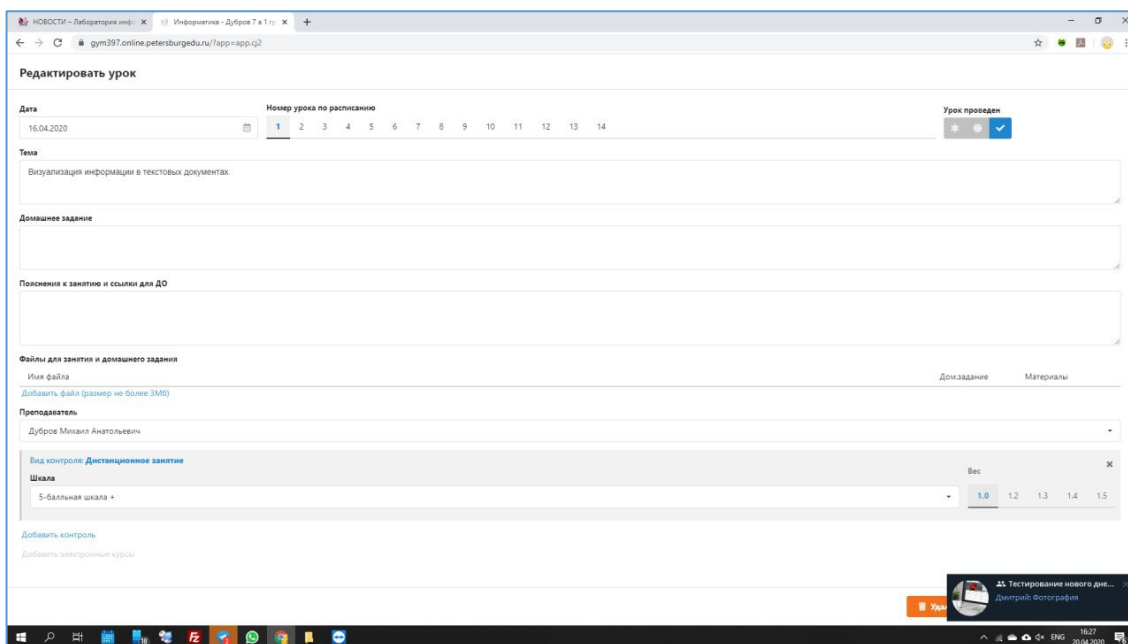 НОВОСТИ – Лаборатория инфо
Информатика - Дубров 7 а 1 гр
gym397.online.petersburgedu.ru/?app=app.cj2
Редактировать урок
Дата Номер урока по расписанию Урок проведен
16.04.2020 1 2 3 4 5 6 7 8 9 10 11 12 13 14
Тема
Визуализация информации в текстовых документах.
Домашнее задание
Пояснения к занятию и ссылки для ДО
Файлы для занятия и домашнего задания
Имя файла Дом.задание Материалы
Добавить файл (размер не более 3Мб)
Преподаватель
Дубров Михаил Анатольевич
Вид контроля: Дистанционное занятие
Шкала Вес
5-балльная шкала + 1.0 1.2 1.3 1.4 1.5
Добавить контроль
Добавить электронные курсы
Тестирование нового дне...
Дмитрий: Фотография
Удал
18 ENG 16:27
20.04.2020